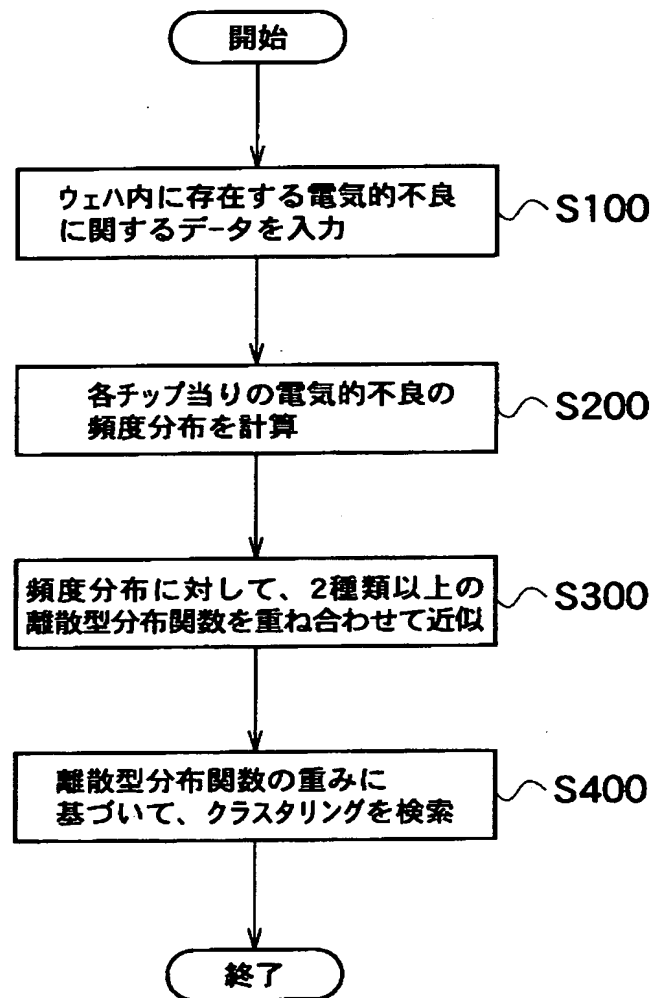 開始
ウェハ内に存在する電気的不良
に関するデータを入力
S100
各チップ当りの電気的不良の
頻度分布を計算
S200
頻度分布に対して、2種類以上の
離散型分布関数を重ね合わせて近似
S300
離散型分布関数の重みに
基づいて、クラスタリングを検索
S400
終了